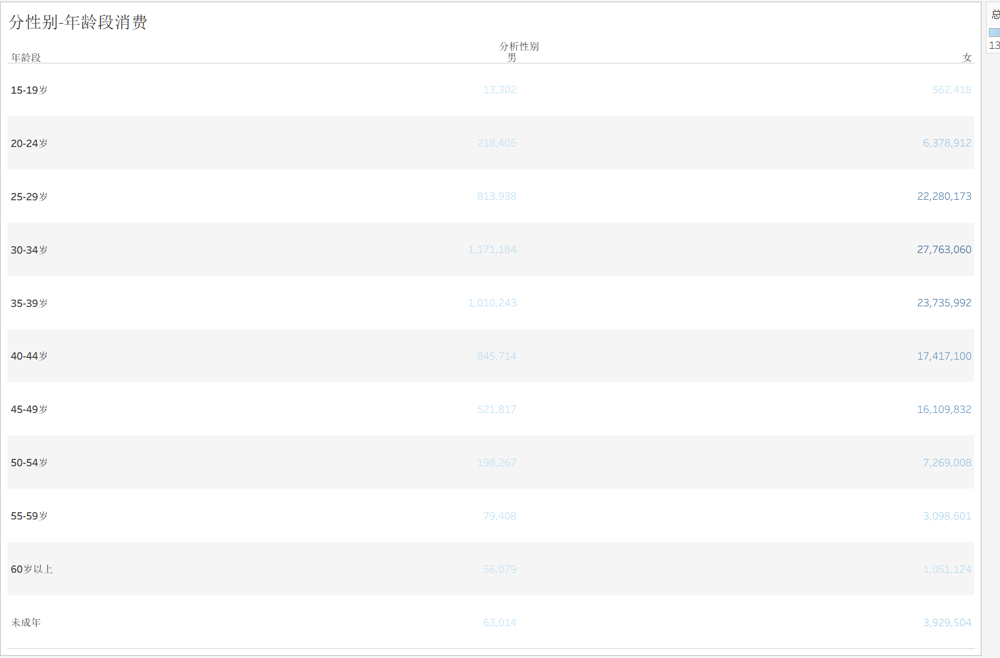 分性别-年龄段消费
分析性别
年龄段 男 女
15-19岁 13,302 562,418
20-24岁 218,405 6,378,912
25-29岁 813,938 22,280,173
30-34岁 1,171,184 27,763,060
35-39岁 1,010,243 23,735,992
40-44岁 845,714 17,417,100
45-49岁 521,817 16,109,832
50-54岁 198,267 7,269,008
55-59岁 79,408 3,098,601
60岁以上 56,079 1,051,124
未成年 63,014 3,929,504
总
13